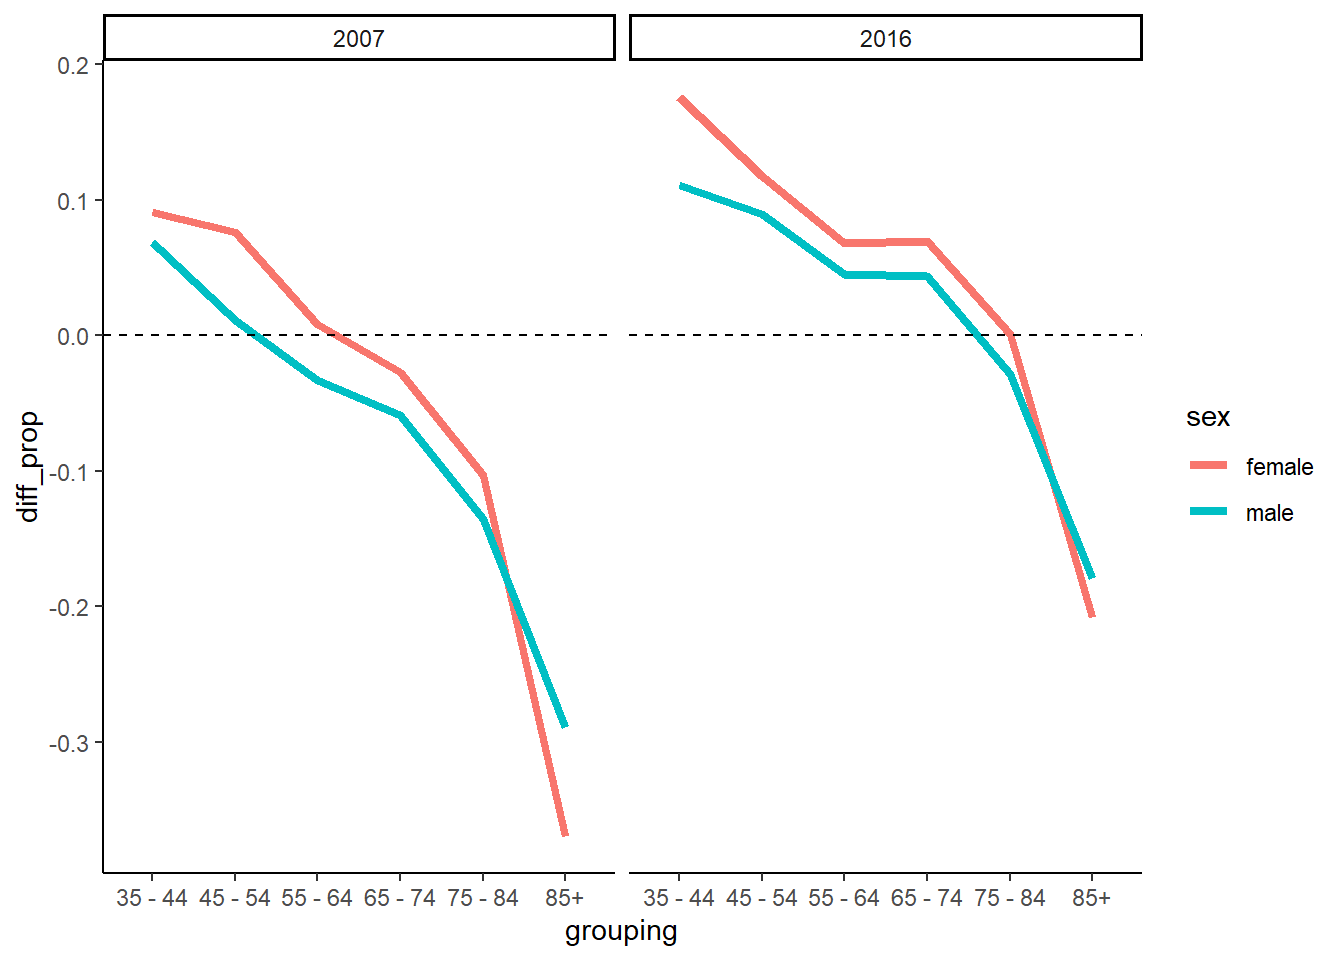 2007
2016
0.2
0.1
0.0
-0.1
-0.2
-0.3
diff_prop
35 - 44 45 - 54 55 - 64 65 - 74 75 - 84 85+
35 - 44 45 - 54 55 - 64 65 - 74 75 - 84 85+
grouping
sex
female
male